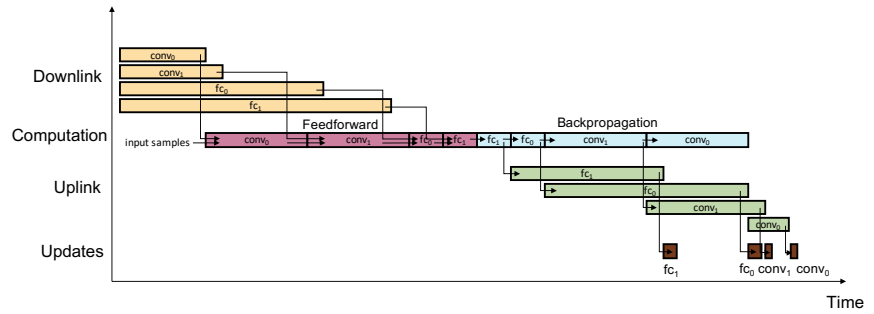 conv0
Downlink
conv1
fc0
fc1
Feedforward
Backpropagation
Computation
input samples
conv0
conv1
fc0
fc1
fc1
fc0
conv1
conv0
Uplink
fc1
fc0
conv1
conv0
Updates
fc1
fc0 conv1 conv0
Time